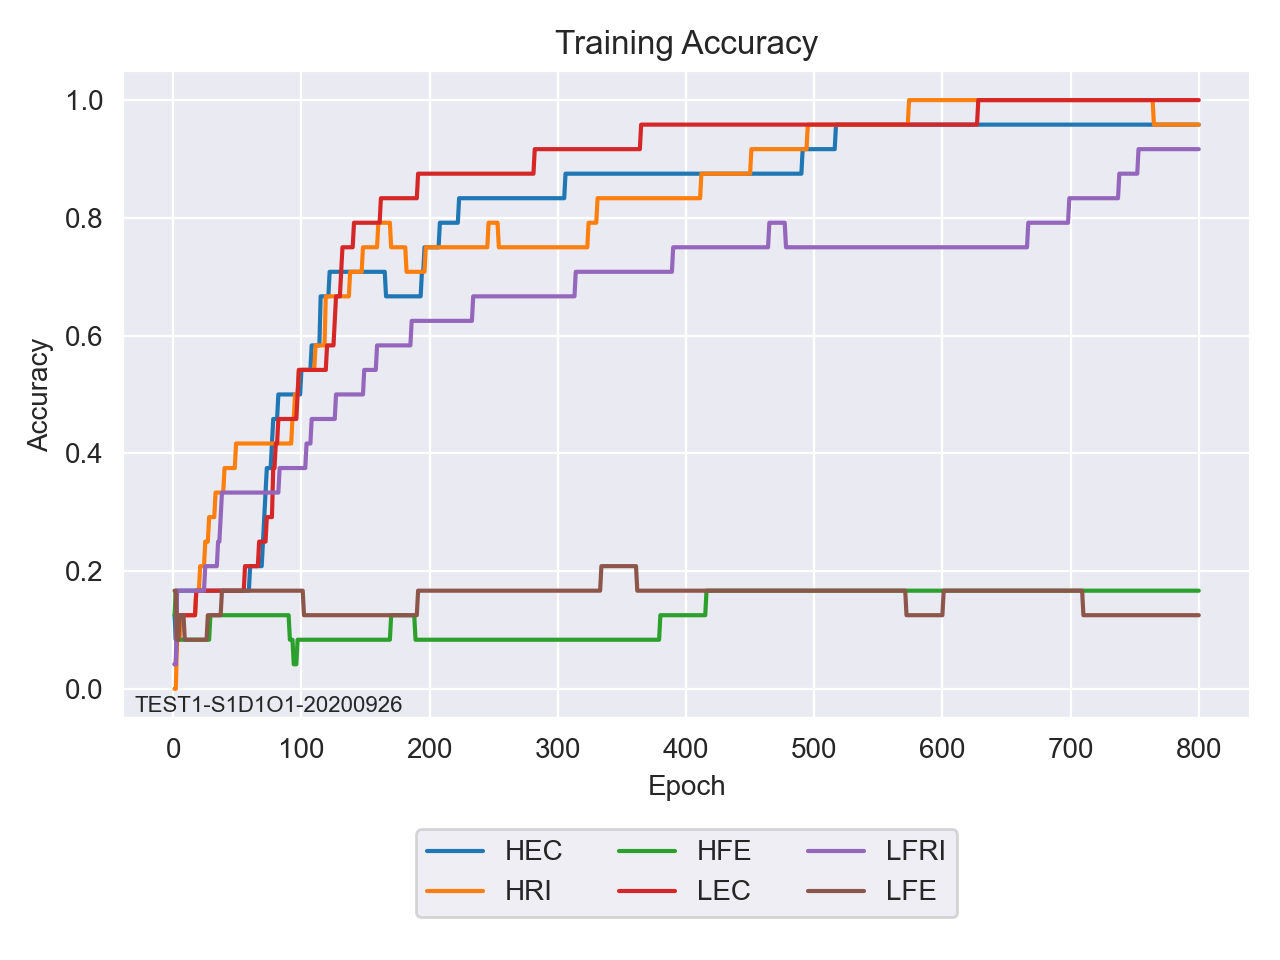 Training Accuracy
1.0
0.8
0.6
0.4
0.2
0.0
Accuracy
TEST1-S1D1O1-20200926
0 100 200 300 400 500 600 700 800
Epoch
HEC HFE LFRI
HRI LEC LFE